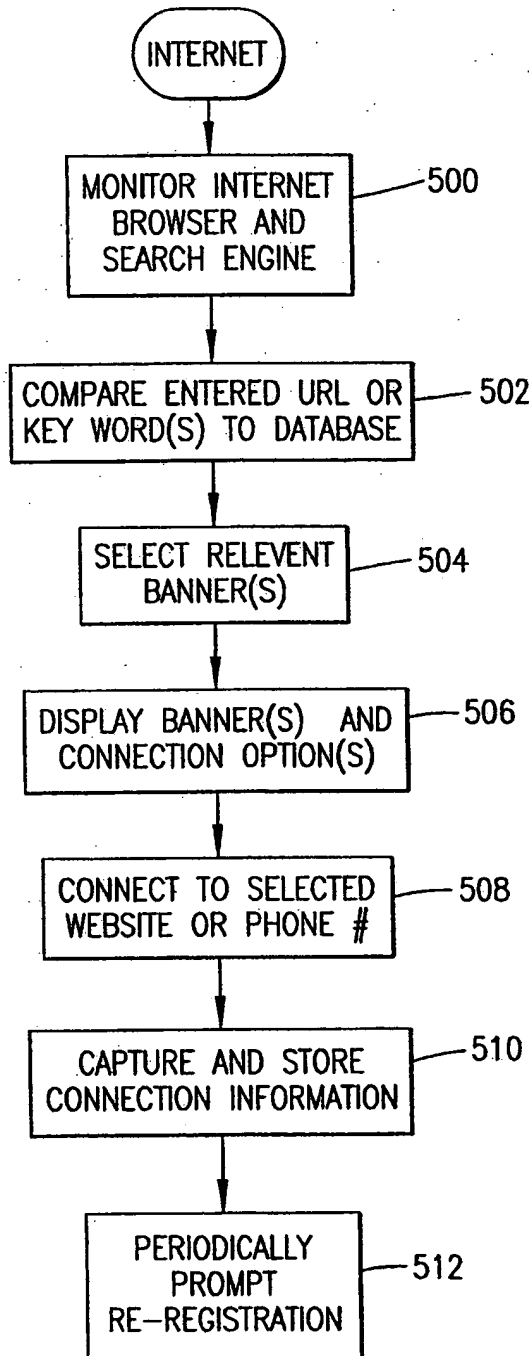 INTERNET
MONITOR INTERNET
BROWSER AND
SEARCH ENGINE
500
COMPARE ENTERED URL OR
KEY WORD(S) TO DATABASE
502
SELECT RELEVENT
BANNER(S)
504
DISPLAY BANNER(S) AND
CONNECTION OPTION(S)
506
CONNECT TO SELECTED
WEBSITE OR PHONE #
508
CAPTURE AND STORE
CONNECTION INFORMATION
510
PERIODICALLY
PROMPT
RE-REGISTRATION
512